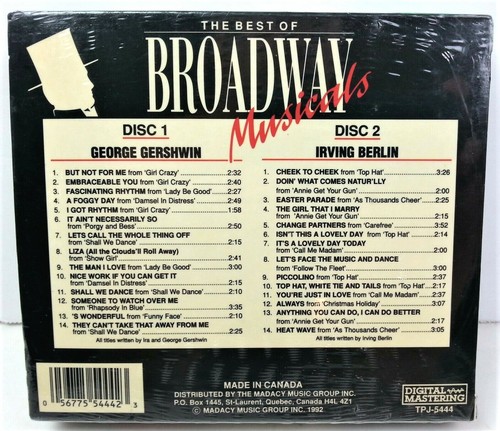 THE BEST OF
BROADWAY
Musicals
DISC 1
GEORGE GERSHWIN
1. BUT NOT FOR ME from 'Girl Crazy' 2:32
2. EMBRACEABLE YOU from 'Girl Crazy' 2:40
3. FASCINATING RHYTHM from 'Lady Be Good' 2:27
4. A FOGGY DAY from 'Damsel In Distress' 2:49
5. I GOT RHYTHM from 'Girl Crazy' 1:58
6. IT AIN'T NECESSARILY SO
from 'Porgy and Bess' 2:50
7. LETS CALL THE WHOLE THING OFF
from 'Shall We Dance' 2:15
8. LIZA (All the Clouds'll Roll Away)
from 'Show Girl' 2:41
9. THE MAN I LOVE from 'Lady Be Good' 3:00
10. NICE WORK IF YOU CAN GET IT
from 'Damsel In Distress' 2:15
11. SHALL WE DANCE from 'Shall We Dance' 2:10
12. SOMEONE TO WATCH OVER ME
from 'Rhapsody In Blue' 3:35
13. 'S WONDERFUL from 'Funny Face' 2:10
14. THEY CAN'T TAKE THAT AWAY FROM ME
from 'Shall We Dance' 2:25
All titles written by Ira and George Gershwin
DISC 2
IRVING BERLIN
1. CHEEK TO CHEEK from 'Top Hat' 3:26
2. DOIN' WHAT COMES NATUR'LLY
from 'Annie Get Your Gun' 2:00
3. EASTER PARADE from 'As Thousands Cheer' 3:00
4. THE GIRL THAT I MARRY
from 'Annie Get Your Gun' 2:01
5. CHANGE PARTNERS from 'Carefree' 3:52
6. ISN'T THIS A LOVELY DAY from 'Top Hat' 2:14
7. IT'S A LOVELY DAY TODAY
from 'Call Me Madam' 2:40
8. LET'S FACE THE MUSIC AND DANCE
from 'Follow The Fleet' 2:20
9. PICCOLINO from 'Top Hat' 2:00
10. TOP HAT, WHITE TIE AND TAILS from 'Top Hat'
11. YOU'RE JUST IN LOVE from 'Call Me Madam'
12. ALWAYS from 'Christmas Holiday' 3:07
13. ANYTHING YOU CAN DO, I CAN DO BETTER
from 'Annie Get Your Gun' 2:17
14. HEAT WAVE from 'As Thousands Cheer' 3:05
All titles written by Irving Berlin
0 56775 54442 3
MADE IN CANADA
DISTRIBUTED BY THE MADACY MUSIC GROUP INC.
P.O. Box 1445, St-Laurent, Quebec, Canada H4L 4Z1
© MADACY MUSIC GROUP INC. 1992
DIGITAL
MASTERING
TPJ-5444